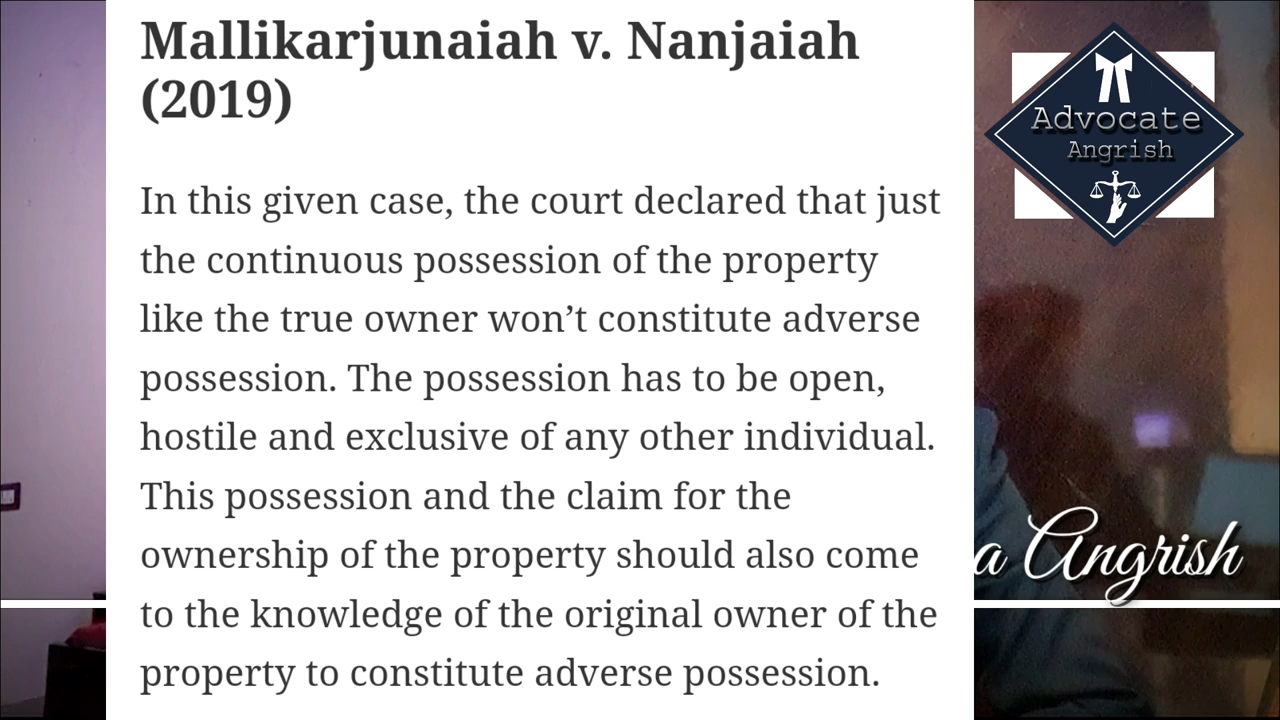 Mallikarjunaiah v. Nanjaiah
(2019)
In this given case, the court declared that just
the continuous possession of the property
like the true owner won’t constitute adverse
possession. The possession has to be open,
hostile and exclusive of any other individual.
This possession and the claim for the
ownership of the property should also come
to the knowledge of the original owner of the
property to constitute adverse possession.
Advocate
Angrish
a Angrish